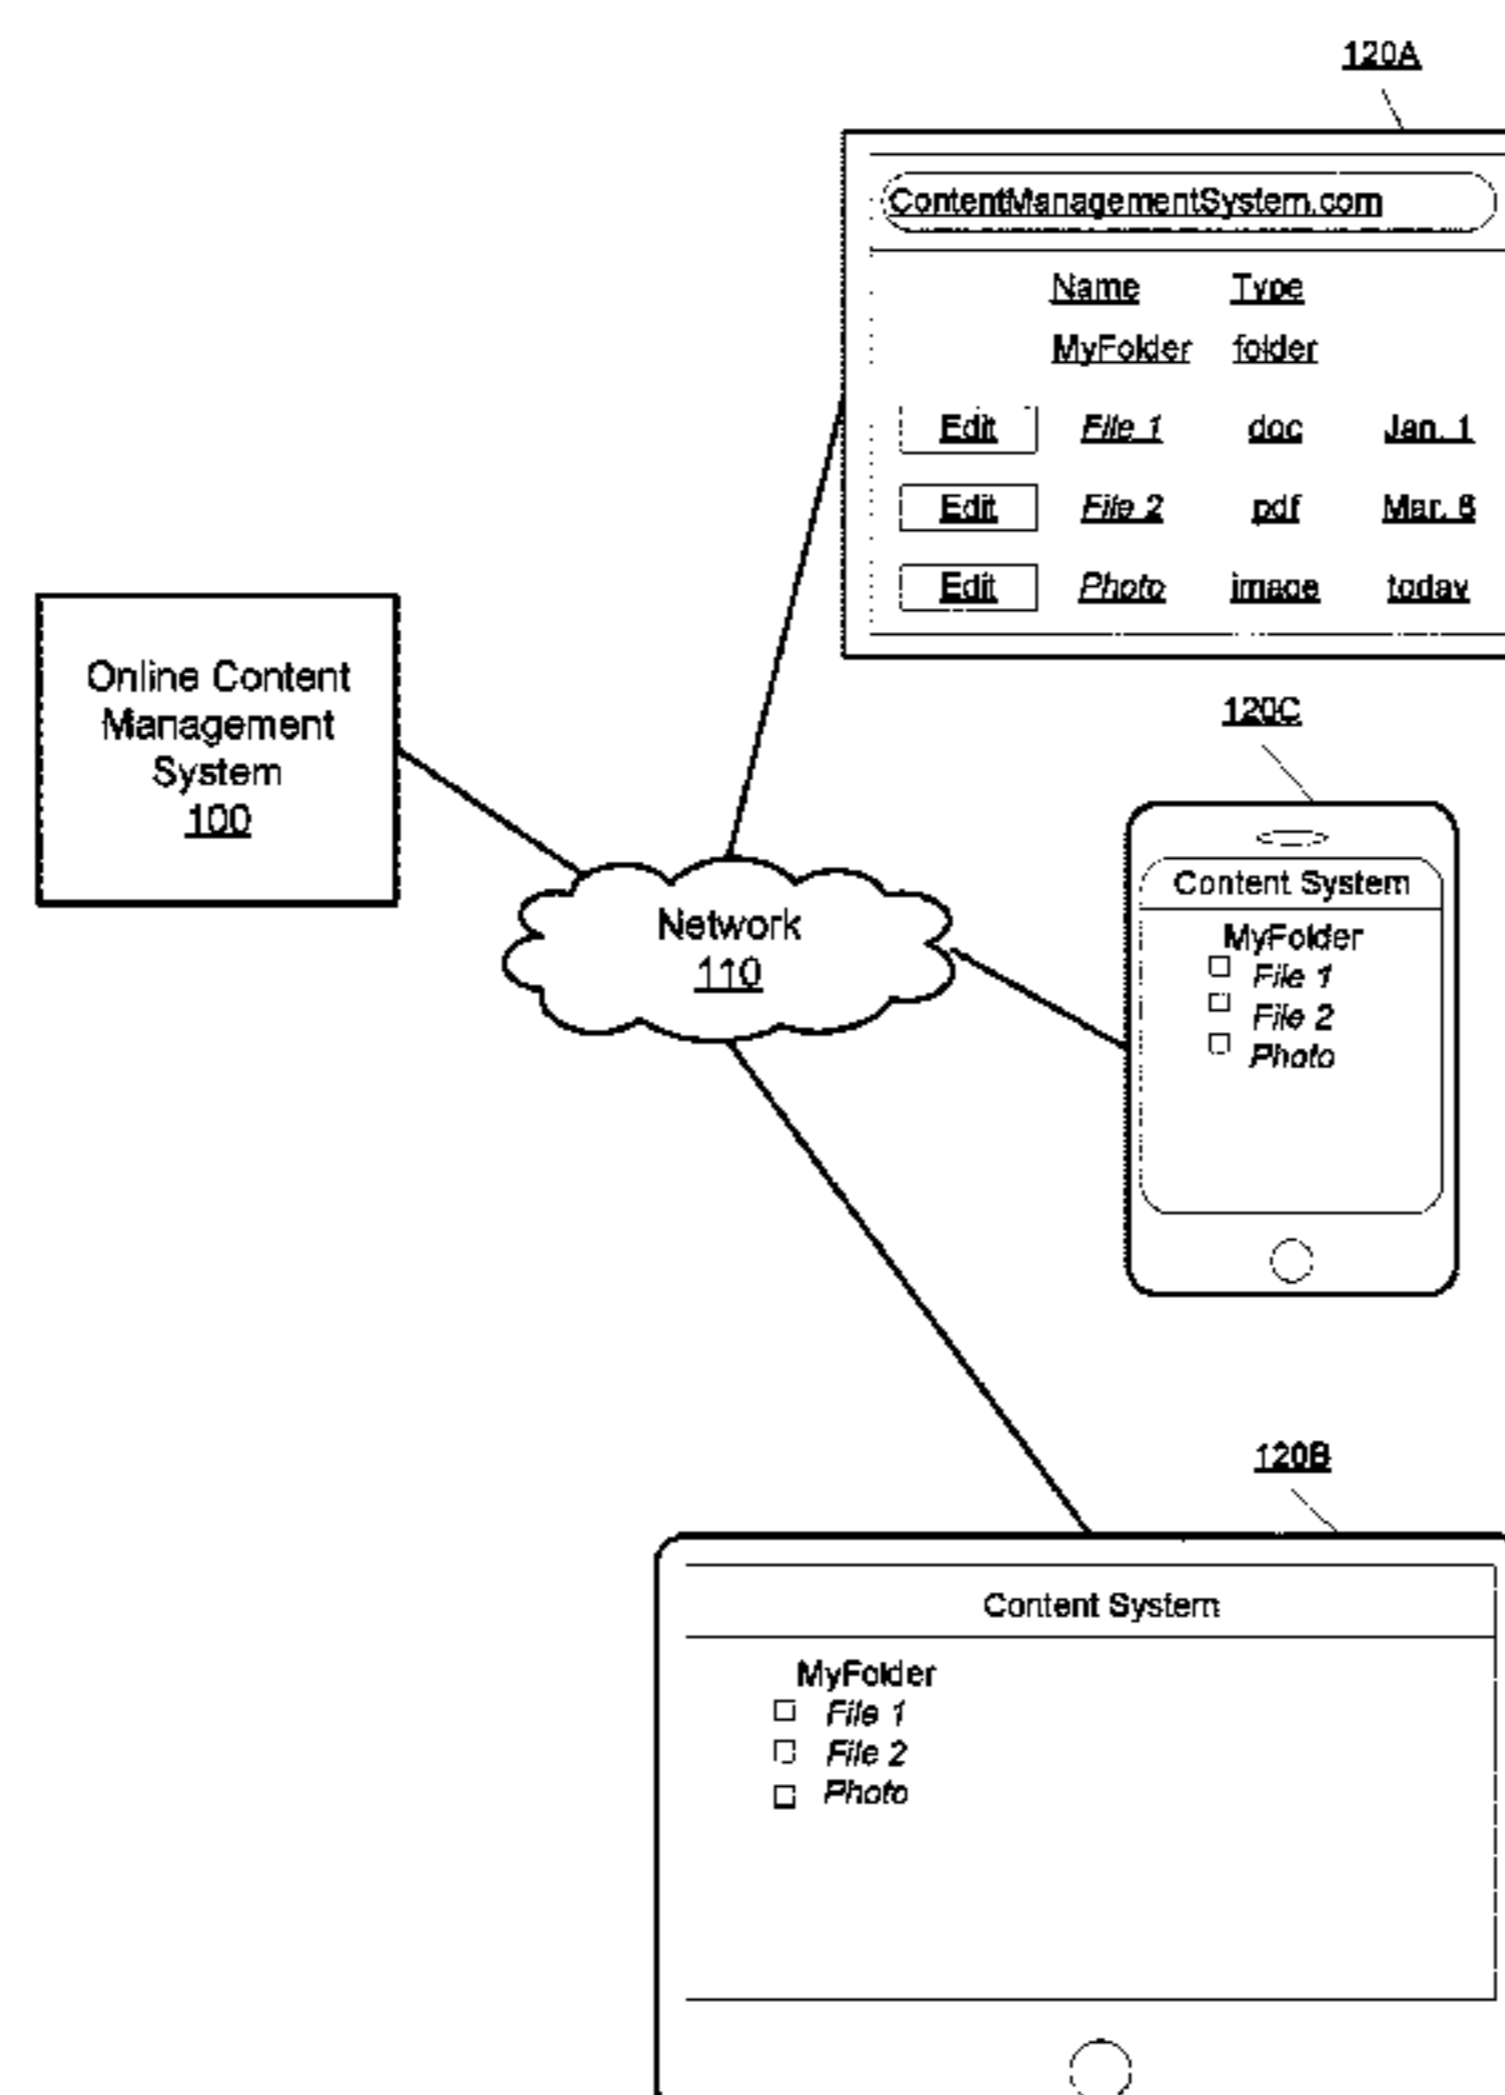 120A
ContentManagementSystem.com
Name Type
MyFolder folder
Edit File 1 doc Jan. 1
Edit File 2 pdf Mar.
Edit Photo image today
Online Content
Management
System
100
120C
Content System
MyFolder
File 1
File 2
Photo
Network
110
120B
Content System
MyFolder
File 1
File 2
Photo